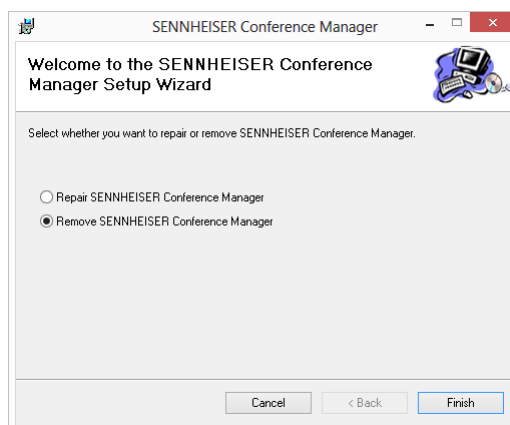 SENNHEISER Conference Manager
Welcome to the SENNHEISER Conference
Manager Setup Wizard
Select whether you want to repair or remove SENNHEISER Conference Manager.
Repair SENNHEISER Conference Manager
Remove SENNHEISER Conference Manager
Cancel
< Back
Finish